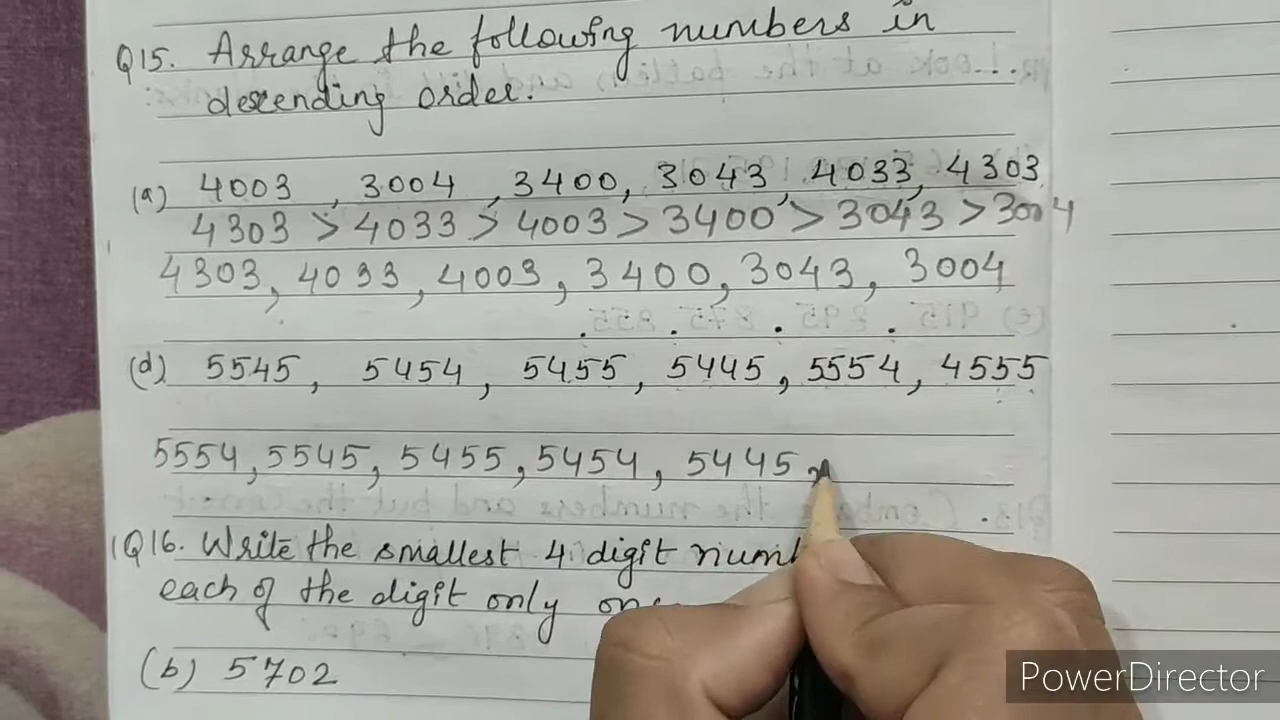 Q15. Arrange the following numbers in
descending order.
(a) 4003, 3004, 3400, 3043, 4033, 4303
4303 > 4033 > 4003 > 3400 > 3043 > 3004
4303, 4033, 4003, 3400, 3043, 3004
(d) 5545, 5454, 5455, 5445, 5554, 4555
5554, 5545, 5455, 5454, 5445,
Q16. Write the smallest 4 digit
each of the digit only
(b) 5702
PowerDirector